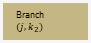 Branch
(j, k₂)